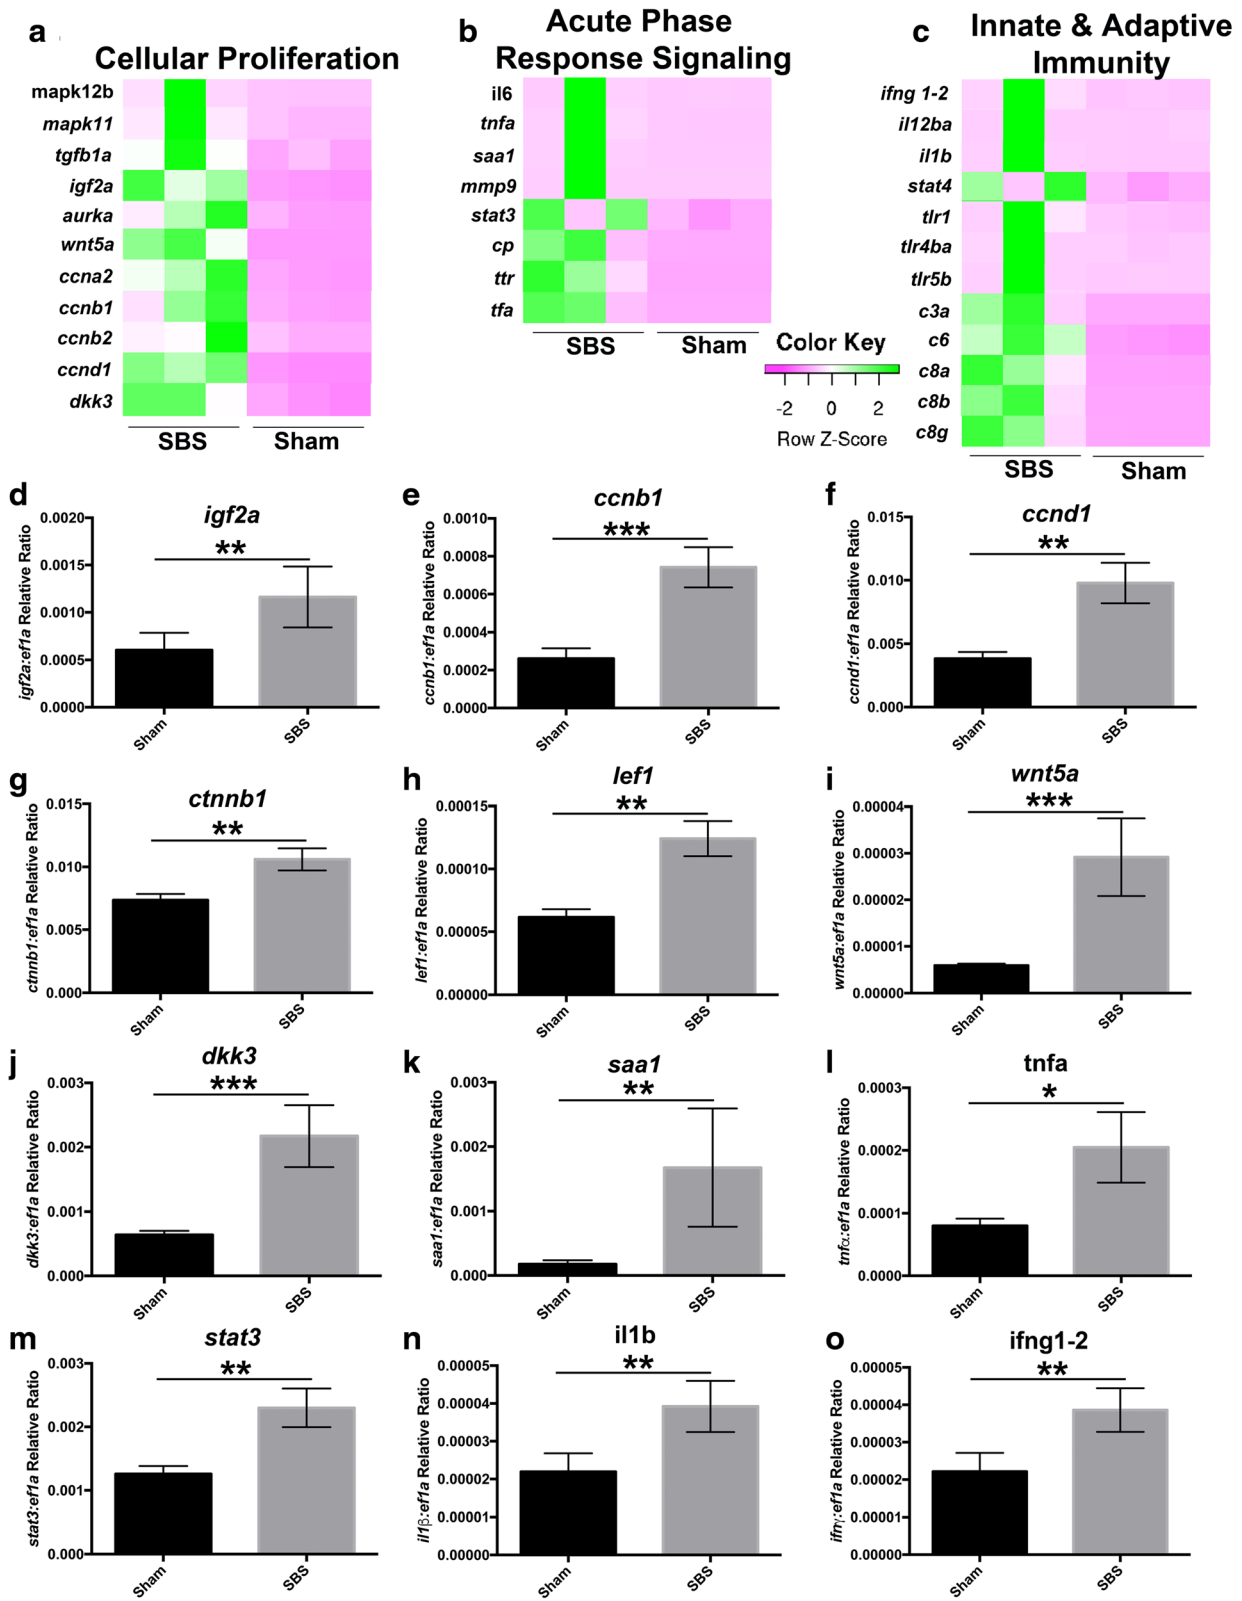 a
Cellular Proliferation
mapk12b
mapk11
tgfb1a
igf2a
aurka
wnt5a
ccna2
ccnb1
ccnb2
ccnd1
dkk3
SBS
Sham
b
Acute Phase
Response Signaling
il6
tnfa
saa1
mmp9
stat3
cp
ttr
tfa
SBS
Sham
Color Key
-2
0
2
Row Z-Score
c
Innate & Adaptive
Immunity
ifng 1-2
il12ba
il1b
stat4
tlr1
tlr4ba
tlr5b
c3a
c6
c8a
c8b
c8g
SBS
Sham
d
igf2a
**
igf2a:ef1a Relative Ratio
0.0020
0.0015
0.0010
0.0005
0.0000
Sham
SBS
e
ccnb1
***
ccnb1:ef1a Relative Ratio
0.0010
0.0008
0.0006
0.0004
0.0002
0.0000
Sham
SBS
f
ccnd1
**
ccnd1:ef1a Relative Ratio
0.015
0.010
0.005
0.000
Sham
SBS
g
ctnnb1
**
ctnnb1:ef1a Relative Ratio
0.015
0.010
0.005
0.000
Sham
SBS
h
lef1
**
lef1:ef1a Relative Ratio
0.00015
0.00010
0.00005
0.00000
Sham
SBS
i
wnt5a
***
wnt5a:ef1a Relative Ratio
0.00004
0.00003
0.00002
0.00001
0.00000
Sham
SBS
j
dkk3
***
dkk3:ef1a Relative Ratio
0.003
0.002
0.001
0.000
Sham
SBS
k
saa1
**
saa1:ef1a Relative Ratio
0.003
0.002
0.001
0.000
Sham
SBS
l
tnfa
*
tnfα:ef1a Relative Ratio
0.0003
0.0002
0.0001
0.0000
Sham
SBS
m
stat3
**
stat3:ef1a Relative Ratio
0.003
0.002
0.001
0.000
Sham
SBS
n
il1b
**
il1β:ef1a Relative Ratio
0.00005
0.00004
0.00003
0.00002
0.00001
0.00000
Sham
SBS
o
ifng1-2
**
ifnγ:ef1a Relative Ratio
0.00005
0.00004
0.00003
0.00002
0.00001
0.00000
Sham
SBS